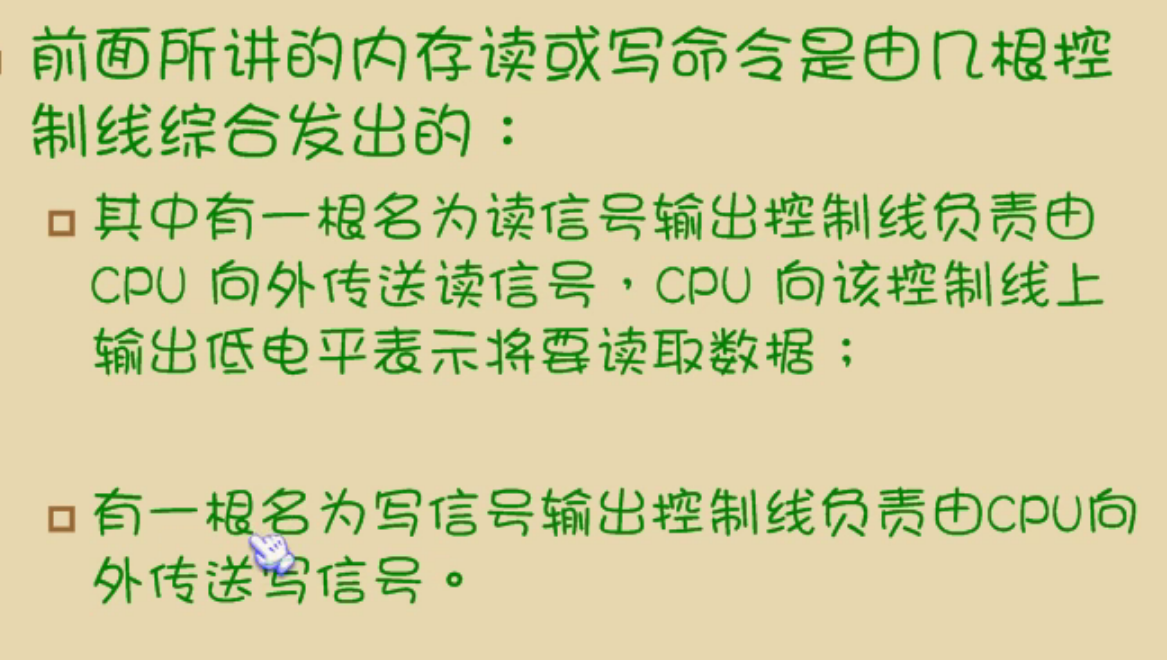 前面所讲的内存读或写命令是由几根控
制线综合发出的：
其中有一根名为读信号输出控制线负责由
CPU 向外传送读信号，CPU 向该控制线上
输出低电平表示将要读取数据；
有一根名为写信号输出控制线负责由CPU向
外传送写信号。